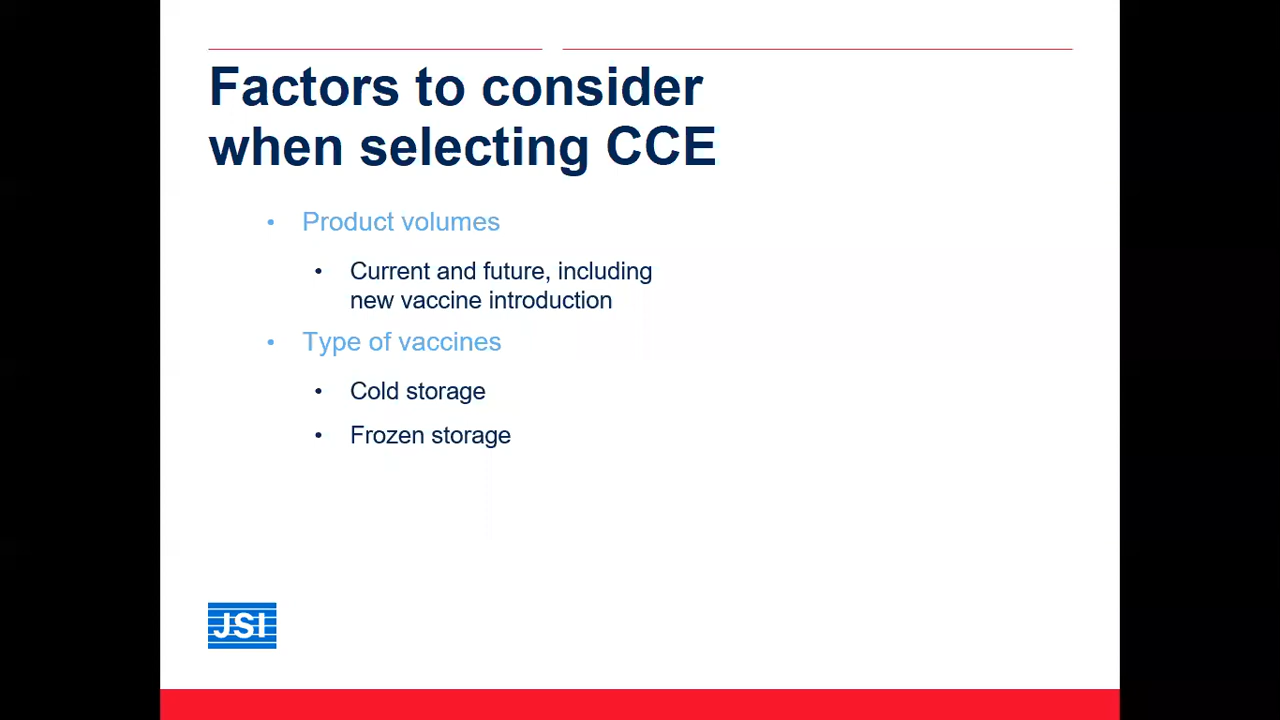 Factors to consider
when selecting CCE
• Product volumes
• Current and future, including
new vaccine introduction
• Type of vaccines
• Cold storage
• Frozen storage
JSI